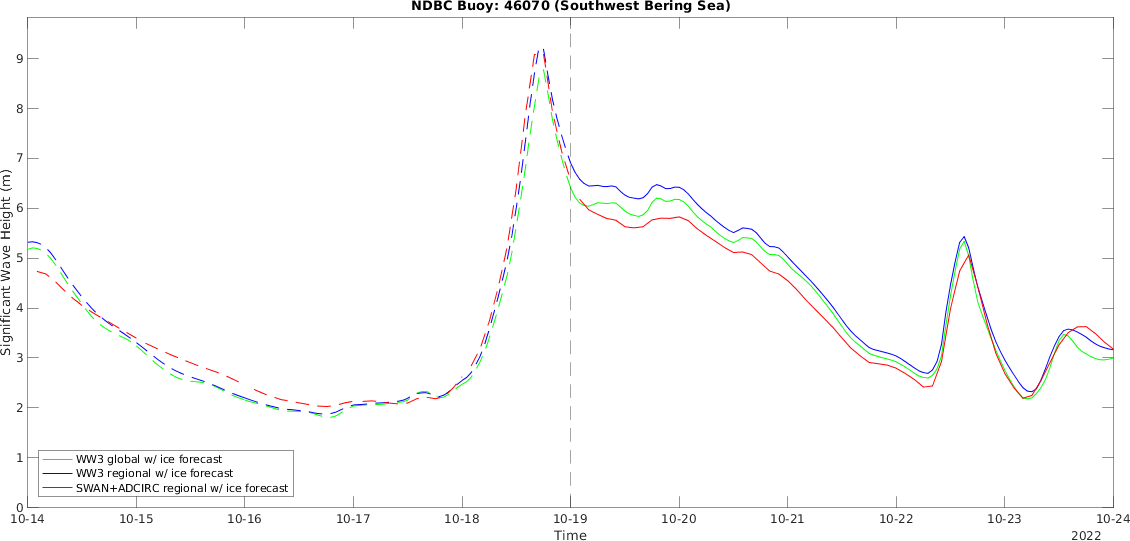 NDBC Buoy: 46070 (Southwest Bering Sea)
Significant Wave Height (m)
9
8
7
6
5
4
3
2
1
0
WW3 global w/ ice forecast
WW3 regional w/ ice forecast
SWAN+ADCIRC regional w/ ice forecast
10-14 10-15 10-16 10-17 10-18 10-19 10-20 10-21 10-22 10-23 10-24
Time 2022